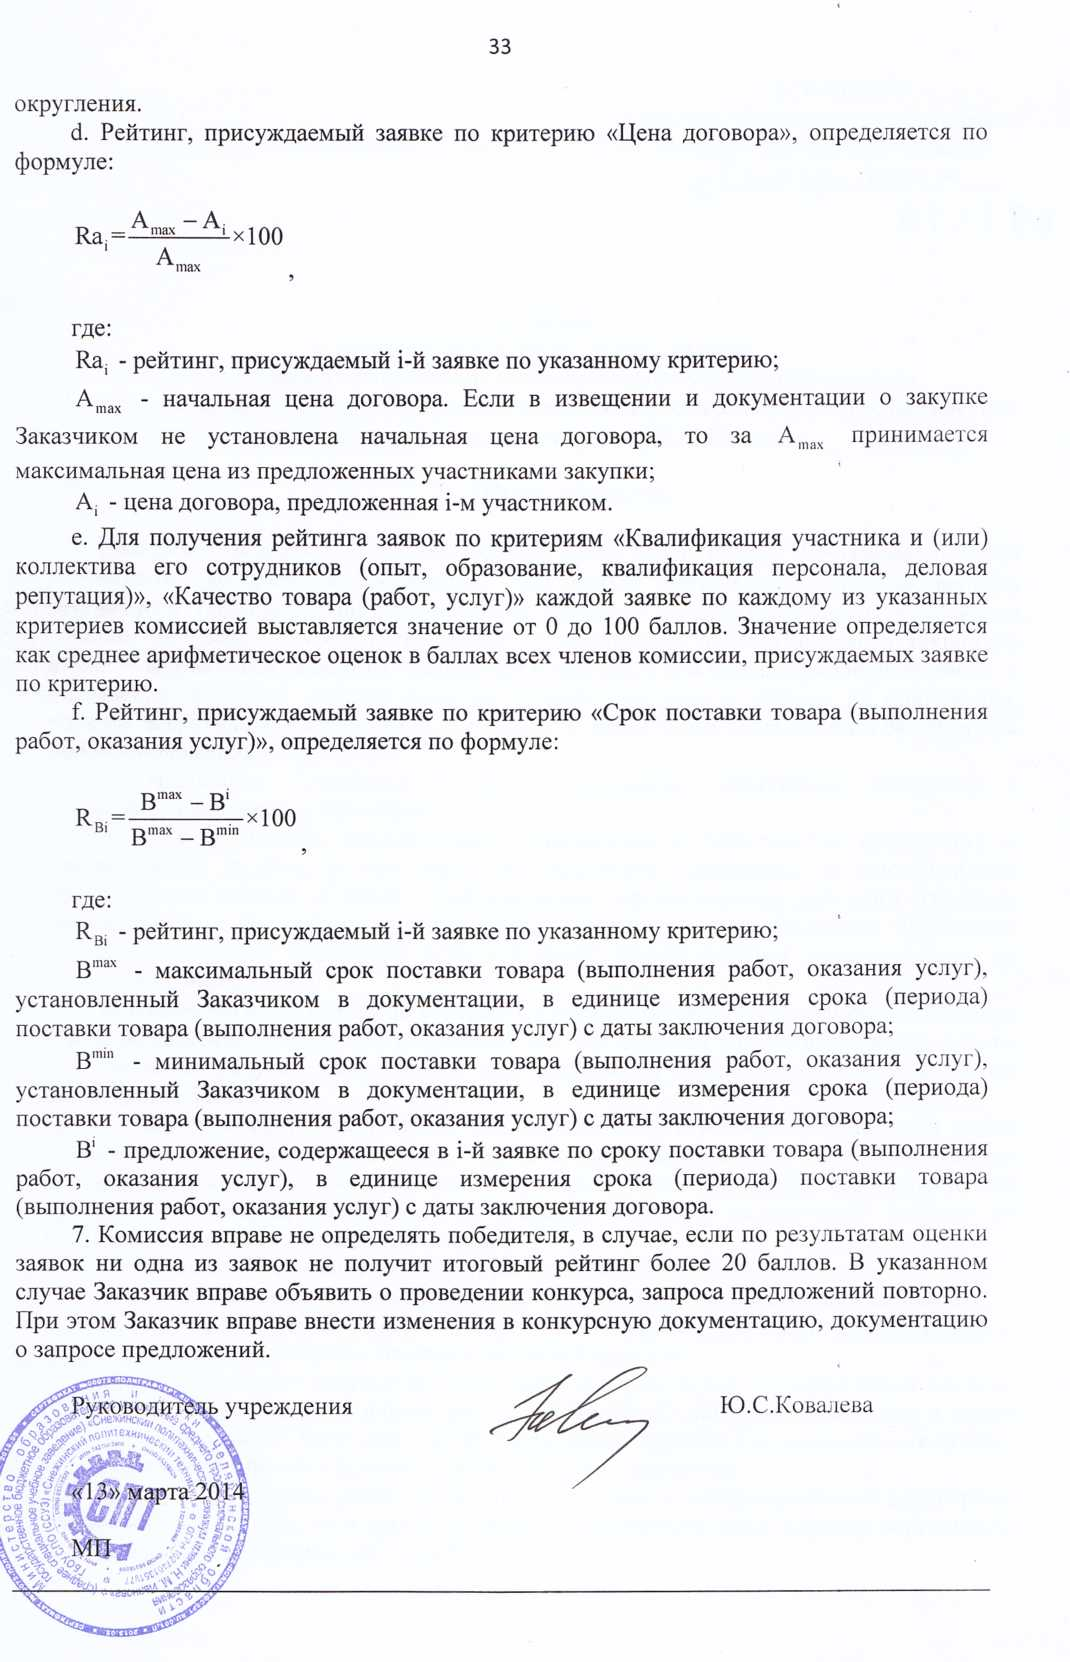 33
округления.
d. Рейтинг, присуждаемый заявке по критерию «Цена договора», определяется по
формуле:
Ra_i = (A_max – A_i) / A_max ×100 ,
где:
Ra_i - рейтинг, присуждаемый i-й заявке по указанному критерию;
A_max - начальная цена договора. Если в извещении и документации о закупке
Заказчиком не установлена начальная цена договора, то за A_max принимается
максимальная цена из предложенных участниками закупки;
A_i - цена договора, предложенная i-м участником.
e. Для получения рейтинга заявок по критериям «Квалификация участника и (или)
коллектива его сотрудников (опыт, образование, квалификация персонала, деловая
репутация)», «Качество товара (работ, услуг)» каждой заявке по каждому из указанных
критериев комиссией выставляется значение от 0 до 100 баллов. Значение определяется
как среднее арифметическое оценок в баллах всех членов комиссии, присуждаемых заявке
по критерию.
f. Рейтинг, присуждаемый заявке по критерию «Срок поставки товара (выполнения
работ, оказания услуг)», определяется по формуле:
R_Bi = (B^max – B^i) / (B^max – B^min) ×100 ,
где:
R_Bi - рейтинг, присуждаемый i-й заявке по указанному критерию;
B^max - максимальный срок поставки товара (выполнения работ, оказания услуг),
установленный Заказчиком в документации, в единице измерения срока (периода)
поставки товара (выполнения работ, оказания услуг) с даты заключения договора;
B^min - минимальный срок поставки товара (выполнения работ, оказания услуг),
установленный Заказчиком в документации, в единице измерения срока (периода)
поставки товара (выполнения работ, оказания услуг) с даты заключения договора;
B^i - предложение, содержащееся в i-й заявке по сроку поставки товара (выполнения
работ, оказания услуг), в единице измерения срока (периода) поставки товара
(выполнения работ, оказания услуг) с даты заключения договора.
7. Комиссия вправе не определять победителя, в случае, если по результатам оценки
заявок ни одна из заявок не получит итоговый рейтинг более 20 баллов. В указанном
случае Заказчик вправе объявить о проведении конкурса, запроса предложений повторно.
При этом Заказчик вправе внести изменения в конкурсную документацию, документацию
о запросе предложений.
Руководитель учреждения Ю.С.Ковалева
«13» марта 2014
МП
Министерство образования и науки Челябинской области
СПТ